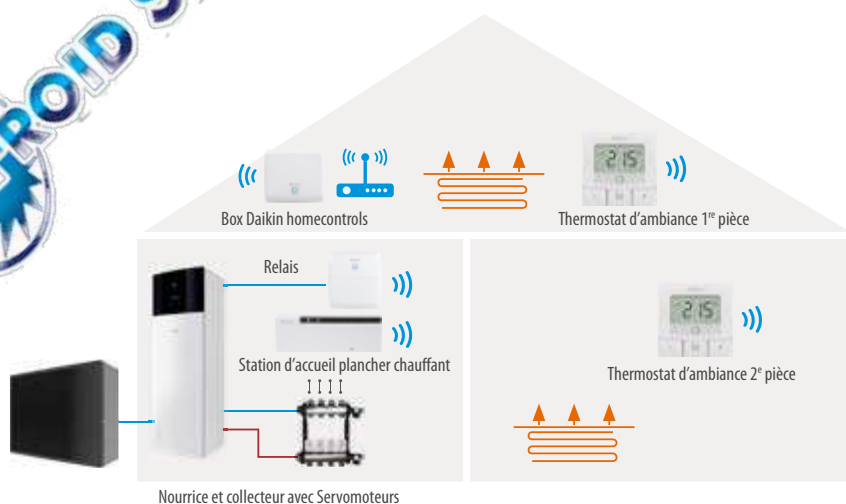 ROID S
Box Daikin homecontrols
Thermostat d'ambiance 1re pièce
215
Relais
Station d'accueil plancher chauffant
215
Thermostat d'ambiance 2e pièce
Nourrice et collecteur avec Servomoteurs